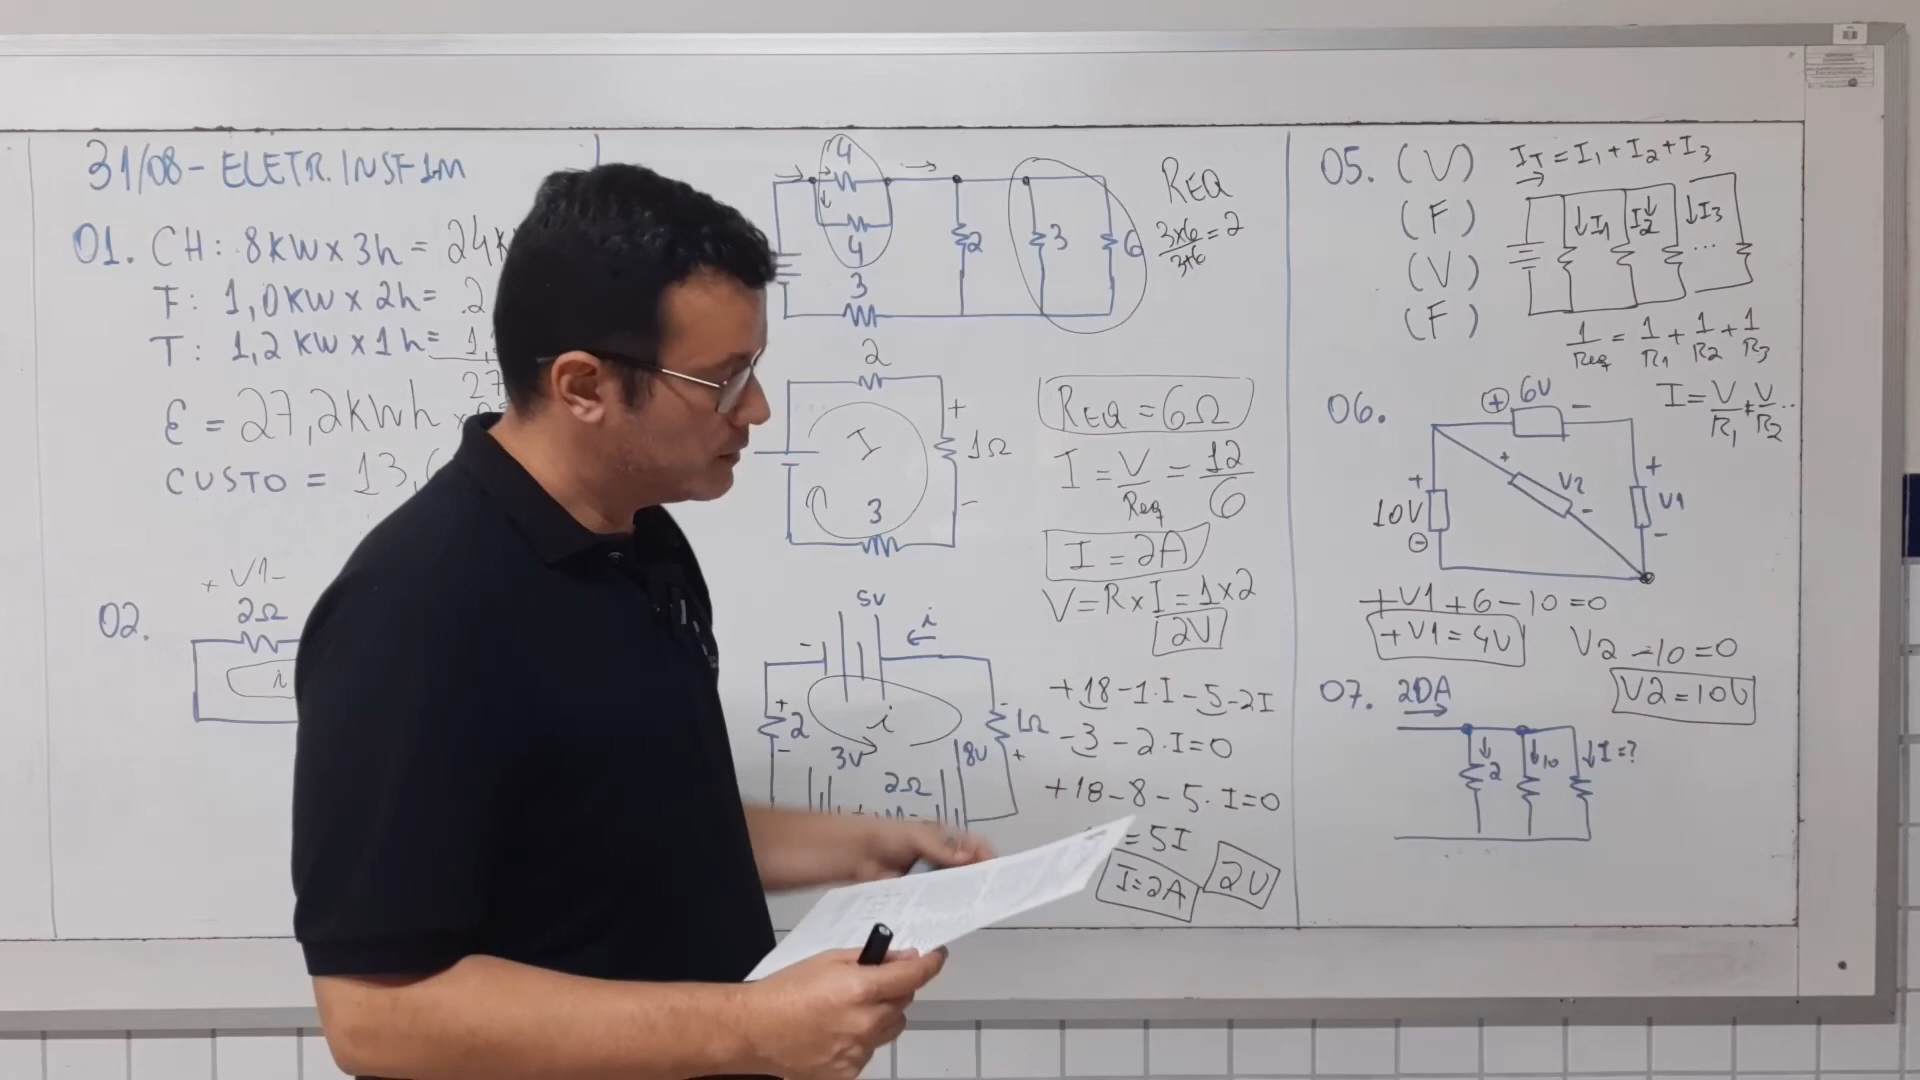 31/08 - ELETR. INSF1M
01. CH: 8KW x 3h = 24K
F: 1,0KW x 2h = 2
T: 1,2 KW x 1h = 1,
27
E = 27,2KWh x
CUSTO = 13,
02.
+ V1 -
2Ω
i
4
4
3
2
3
6
REQ
3x6/3+6 = 2
2
I
+
1Ω
-
3
REQ = 6Ω
I = V/Req = 12/6
I = 2A
V = R x I = 1 x 2
2V
5V
i
-
+
2
-
i
3V
2Ω
8V
-
1Ω
+
+18 - 1.I - 5 - 2I
- 3 - 2.I = 0
+18 - 8 - 5.I = 0
= 5I
I = 2A
2V
05. (V)
(F)
(V)
(F)
IT = I1 + I2 + I3
I1 I2 I3
...
1/Req = 1/R1 + 1/R2 + 1/R3
I = V/R1 + V/R2 ...
06.
+ 6V -
+
10V
-
+ V2 -
+
V1
-
+V1 + 6 - 10 = 0
+V1 = 4V
V2 - 10 = 0
V2 = 10V
07. 20A
2
10
I = ?